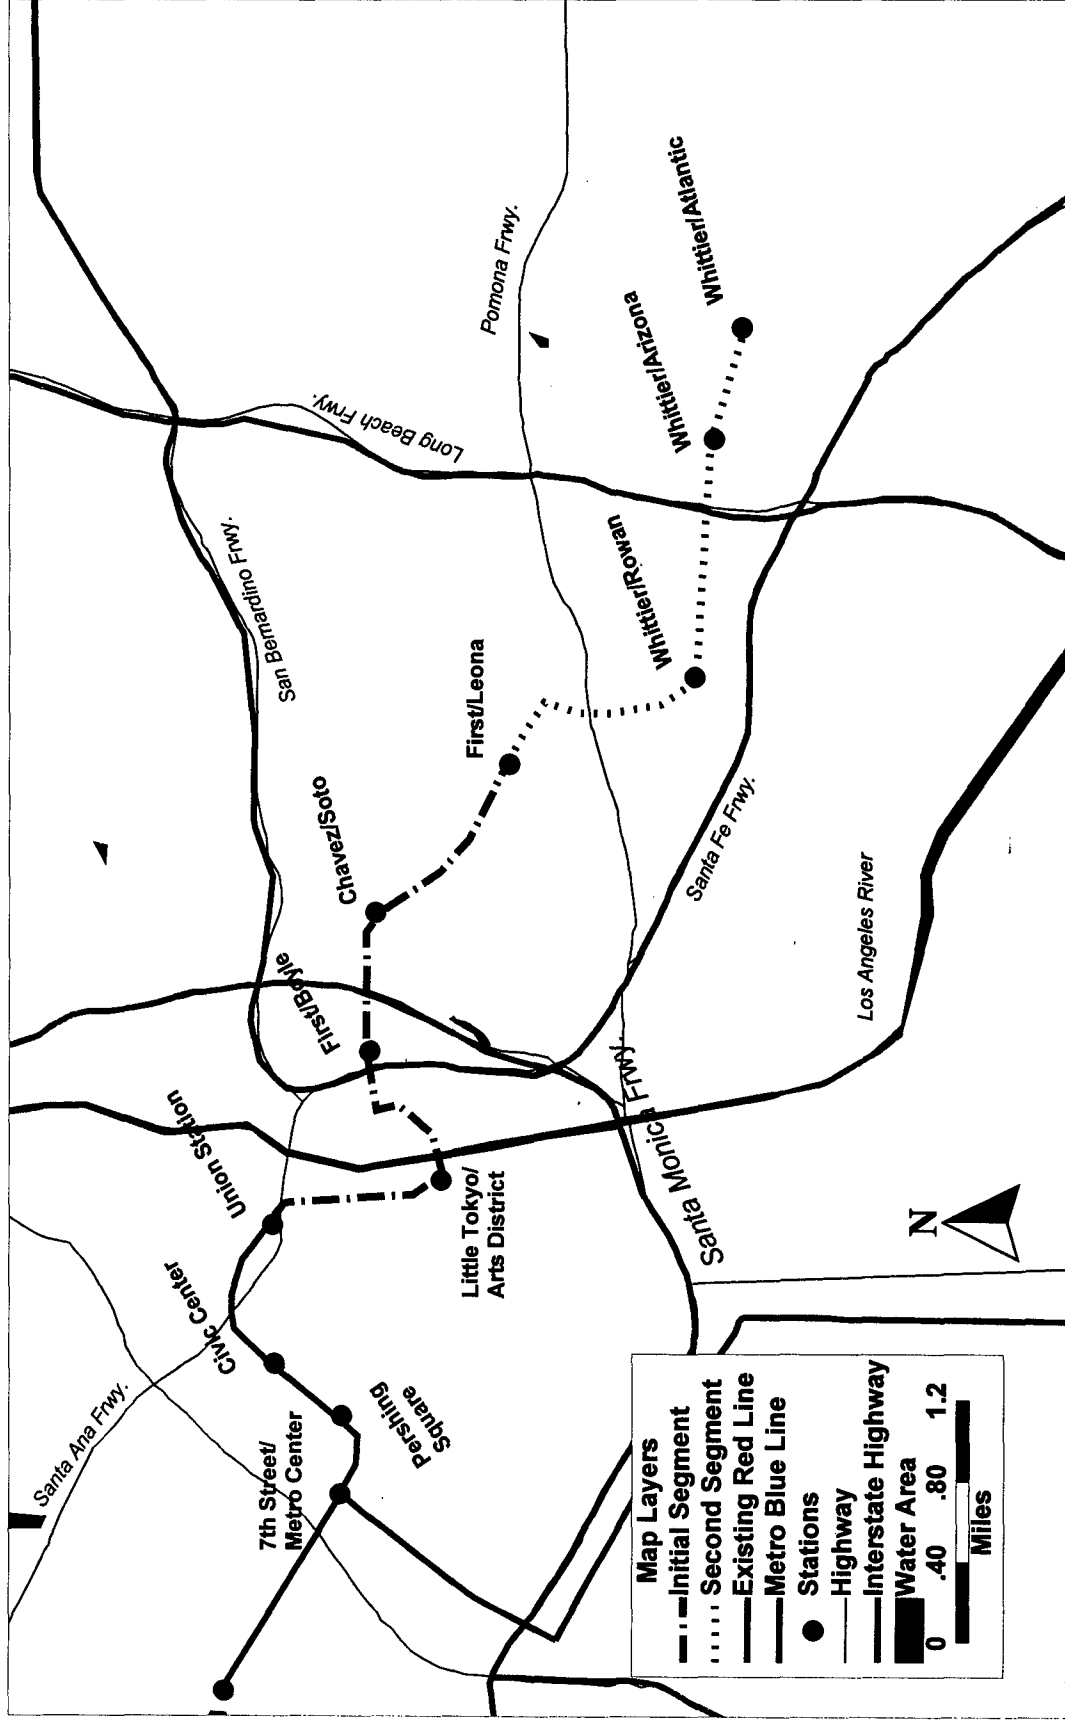 Santa Ana Frwy.
7th Street/
Metro Center
Pershing
Square
Civic Center
Union Station
Little Tokyo/
Arts District
First/Boyle
Chavez/Soto
First/Leona
San Bernardino Frwy.
Long Beach Frwy.
Pomona Frwy.
Whittier/Rowan
Whittier/Arizona
Whittier/Atlantic
Santa Fe Frwy.
Santa Monica Frwy.
Los Angeles River
N
Map Layers
Initial Segment
Second Segment
Existing Red Line
Metro Blue Line
Stations
Highway
Interstate Highway
Water Area
0 .40 .80 1.2
Miles